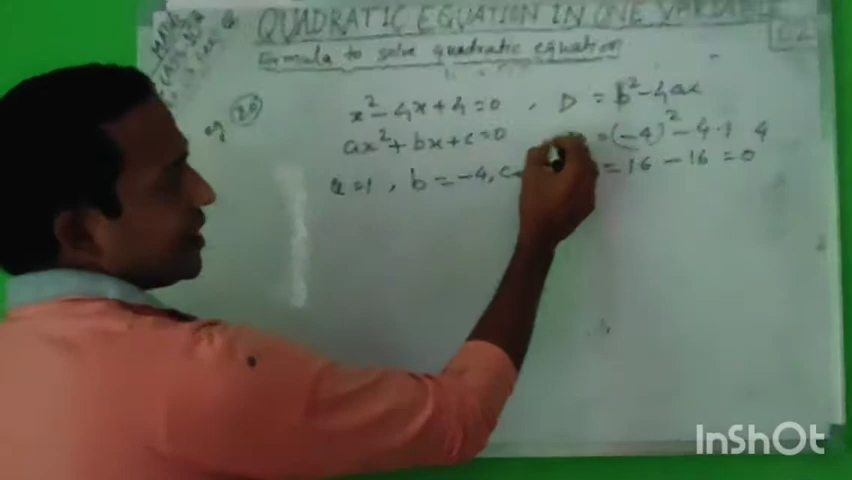 QUADRATIC EQUATION IN ONE VARIABLE
Formula to solve quadratic equation
eg 20
x² - 4x + 4 = 0 , D = b² - 4ac
ax² + bx + c = 0 = (-4)² - 4·1 4
a = 1 , b = -4, c = 16 - 16 = 0
InShOt